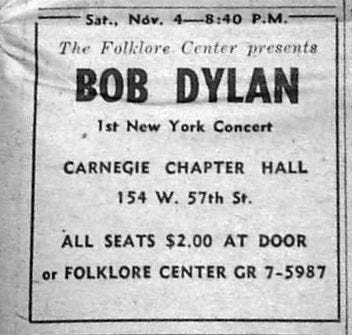 Sat., Nov. 4—8:40 P.M.
The Folklore Center presents
BOB DYLAN
1st New York Concert
CARNEGIE CHAPTER HALL
154 W. 57th St.
ALL SEATS $2.00 AT DOOR
or FOLKLORE CENTER GR 7-5987